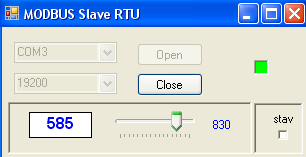 MODBUS Slave RTU
COM3 Open
19200 Close
585 830 stav